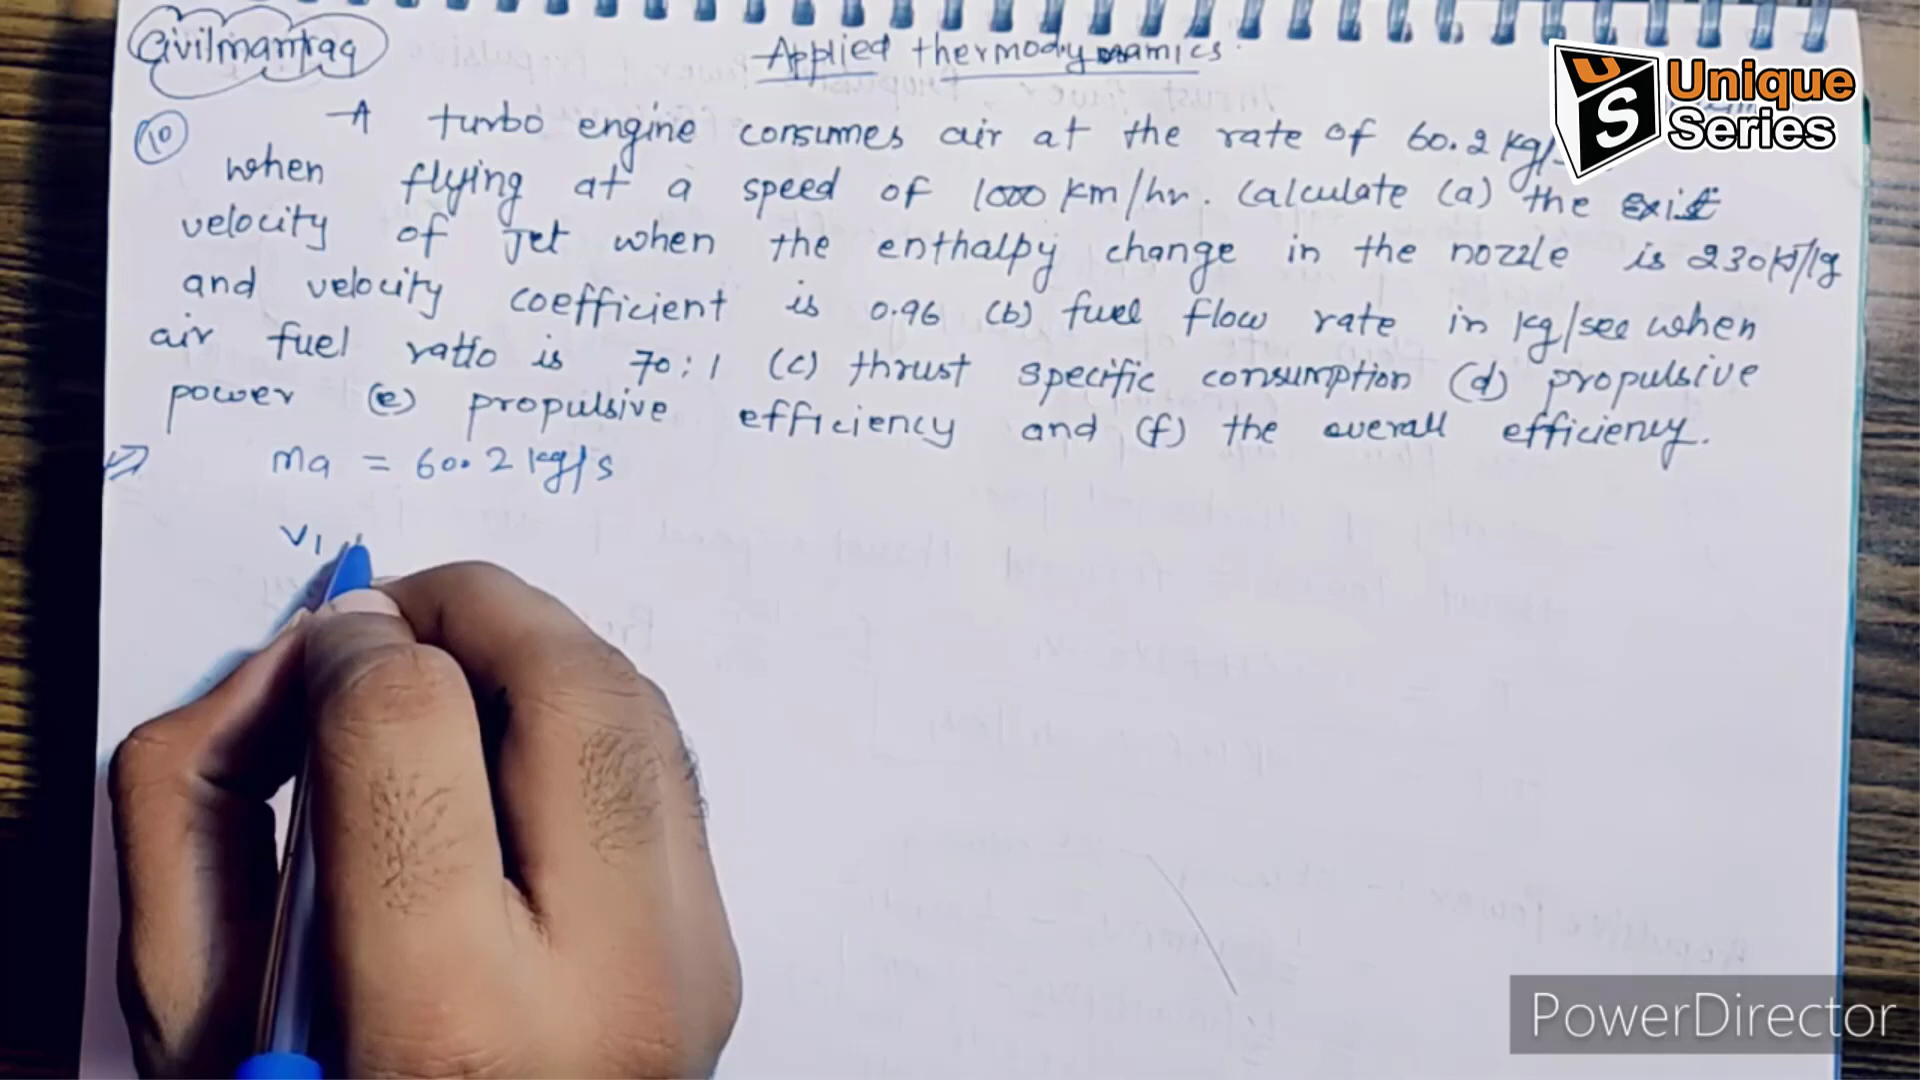 Civilmantag
Applied thermodynamics
Unique Series
10 A turbo engine consumes air at the rate of 60.2 kg/
when flying at a speed of 1000 km/hr. Calculate (a) the exist
velocity of Jet when the enthalpy change in the nozzle is 230 kJ/kg
and velocity coefficient is 0.96 (b) fuel flow rate in kg/sec when
air fuel ratio is 70:1 (c) thrust specific consumption (d) propulsive
power (e) propulsive efficiency and (f) the overall efficiency.
⇒ ma = 60.2 kg/s
V1
PowerDirector